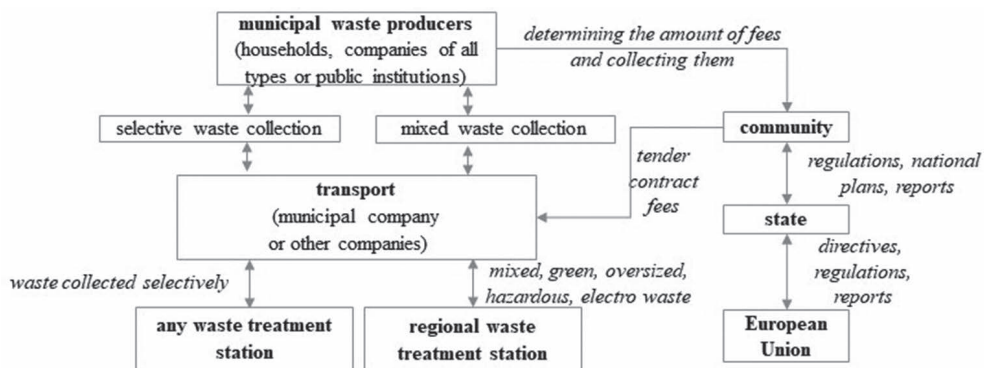 municipal waste producers
(households, companies of all
types or public institutions)
determining the amount of fees
and collecting them
selective waste collection
mixed waste collection
community
tender
contract
fees
regulations, national
plans, reports
transport
(municipal company
or other companies)
state
directives,
regulations,
reports
waste collected selectively
mixed, green, oversized,
hazardous, electro waste
any waste treatment
station
regional waste
treatment station
European
Union